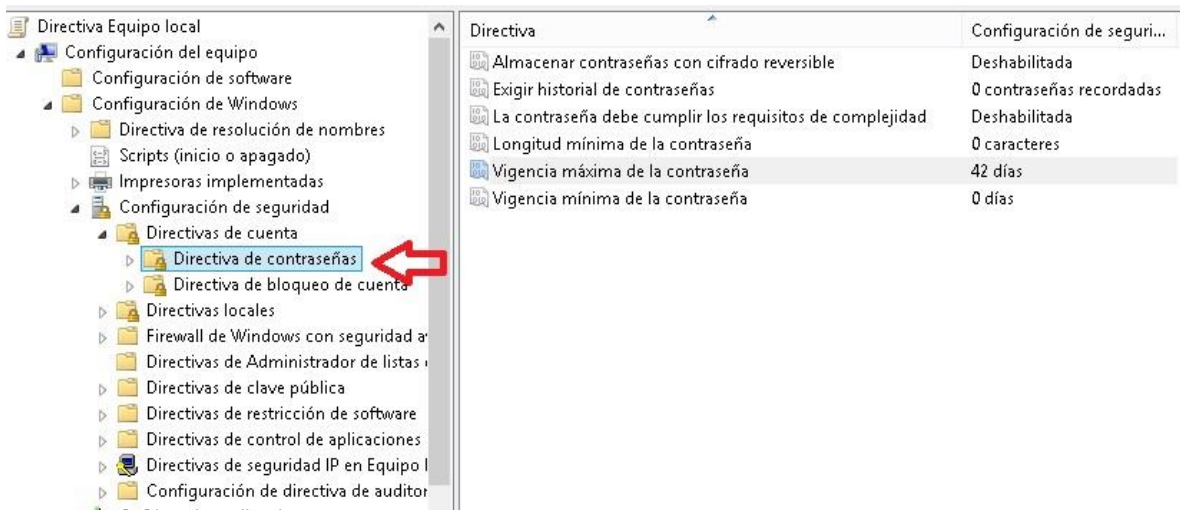 Directiva Equipo local
Configuración del equipo
Configuración de software
Configuración de Windows
Directiva de resolución de nombres
Scripts (inicio o apagado)
Impresoras implementadas
Configuración de seguridad
Directivas de cuenta
Directiva de contraseñas
Directiva de bloqueo de cuenta
Directivas locales
Firewall de Windows con seguridad a
Directivas de Administrador de listas
Directivas de clave pública
Directivas de restricción de software
Directivas de control de aplicaciones
Directivas de seguridad IP en Equipo l
Configuración de directiva de auditor
Directiva Configuración de seguri...
Almacenar contraseñas con cifrado reversible Deshabilitada
Exigir historial de contraseñas 0 contraseñas recordadas
La contraseña debe cumplir los requisitos de complejidad Deshabilitada
Longitud mínima de la contraseña 0 caracteres
Vigencia máxima de la contraseña 42 días
Vigencia mínima de la contraseña 0 días